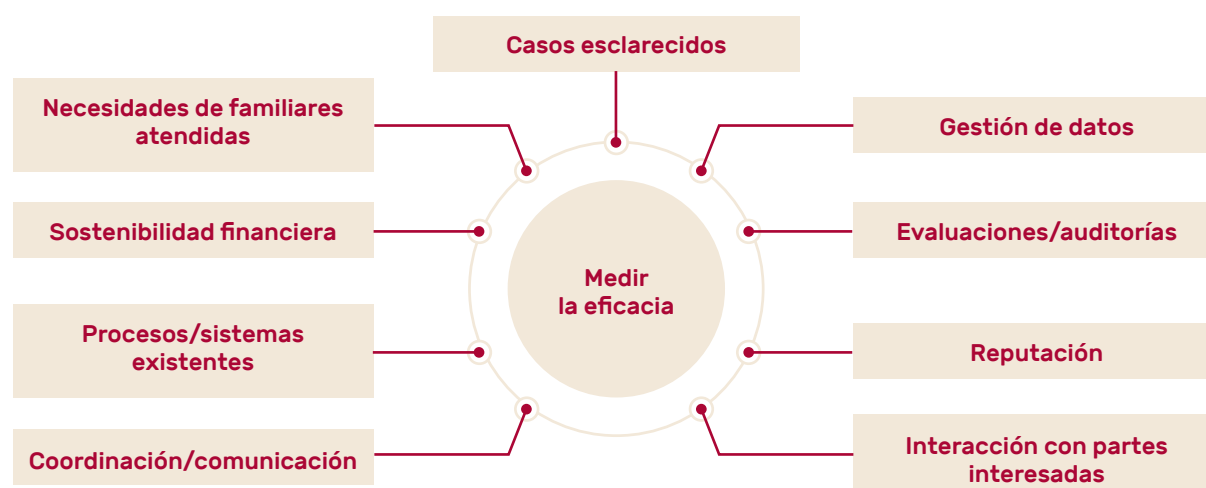 Casos esclarecidos
Necesidades de familiares
atendidas
Gestión de datos
Sostenibilidad financiera
Evaluaciones/auditorías
Medir
la eficacia
Procesos/sistemas
existentes
Reputación
Coordinación/comunicación
Interacción con partes
interesadas